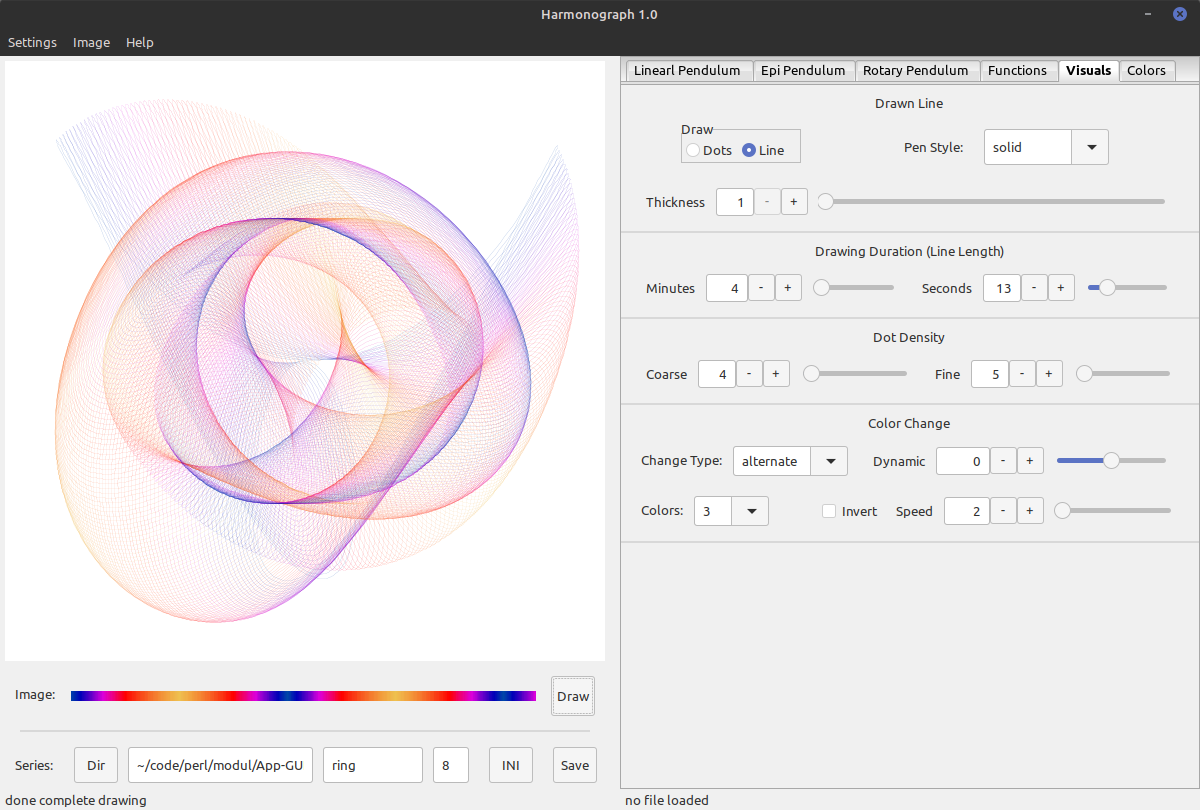 Harmonograph 1.0
Settings Image Help
Linearl Pendulum Epi Pendulum Rotary Pendulum Functions Visuals Colors
Drawn Line
Draw
Dots Line
Pen Style: solid
Thickness 1 - +
Drawing Duration (Line Length)
Minutes 4 - + Seconds 13 - +
Dot Density
Coarse 4 - + Fine 5 - +
Color Change
Change Type: alternate Dynamic 0 - +
Colors: 3 Invert Speed 2 - +
Image: Draw
Series: Dir ~/code/perl/modul/App-GU ring 8 INI Save
done complete drawing no file loaded